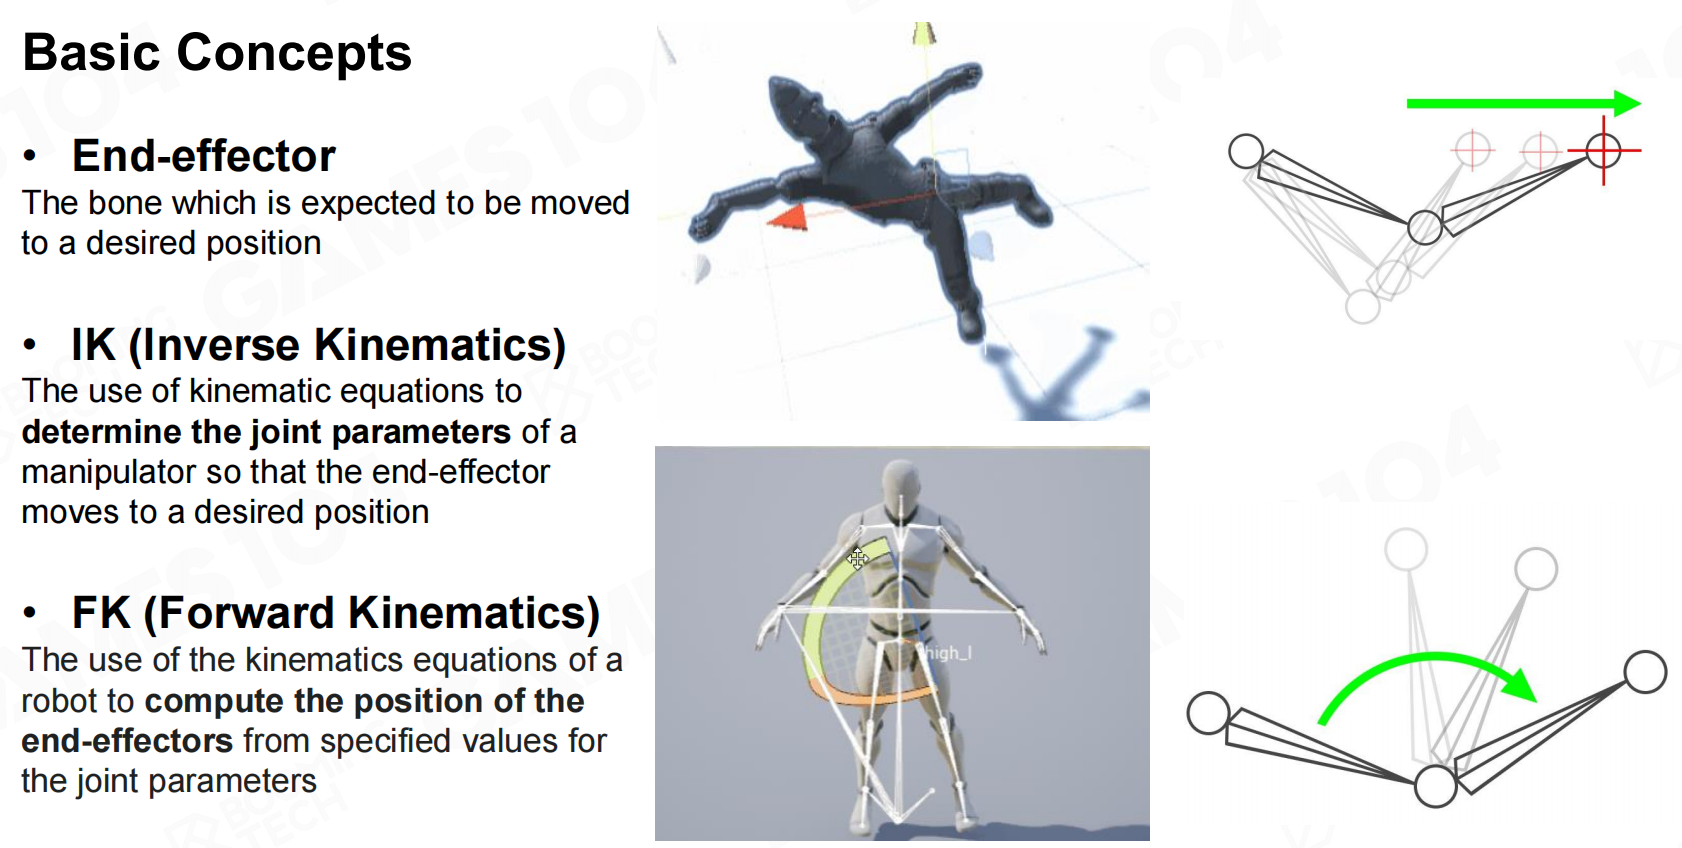 Basic Concepts
• End-effector
The bone which is expected to be moved
to a desired position
• IK (Inverse Kinematics)
The use of kinematic equations to
determine the joint parameters of a
manipulator so that the end-effector
moves to a desired position
• FK (Forward Kinematics)
The use of the kinematics equations of a
robot to compute the position of the
end-effectors from specified values for
the joint parameters
high_l
GAMES104